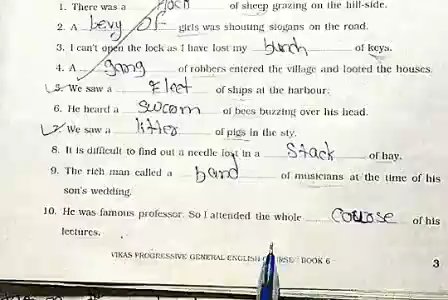 1. There was a flock of sheep grazing on the hill-side.
2. A bevy of girls was shouting slogans on the road.
3. I can't open the lock as I have lost my bunch of keys.
4. A gang of robbers entered the village and looted the houses.
5. We saw a Fleet of ships at the harbour.
6. He heard a swarm of bees buzzing over his head.
7. We saw a litter of pigs in the sty.
8. It is difficult to find out a needle lost in a Stack of hay.
9. The rich man called a band of musicians at the time of his
son's wedding.
10. He was famous professor. So I attended the whole course of his
lectures.
VIKAS PROGRESSIVE GENERAL ENGLISH COURSE BOOK 6
3